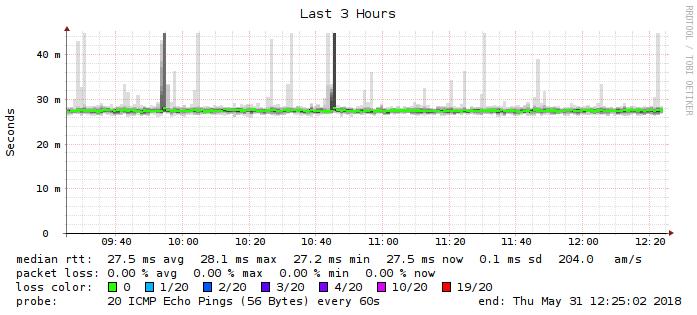 Last 3 Hours
RRDTOOL / TOBI OETIKER
Seconds
40 m
30 m
20 m
10 m
0
09:40 10:00 10:20 10:40 11:00 11:20 11:40 12:00 12:20
median rtt: 27.5 ms avg 28.1 ms max 27.2 ms min 27.5 ms now 0.1 ms sd 204.0 am/s
packet loss: 0.00 % avg 0.00 % max 0.00 % min 0.00 % now
loss color: 0 1/20 2/20 3/20 4/20 10/20 19/20
probe: 20 ICMP Echo Pings (56 Bytes) every 60s end: Thu May 31 12:25:02 2018